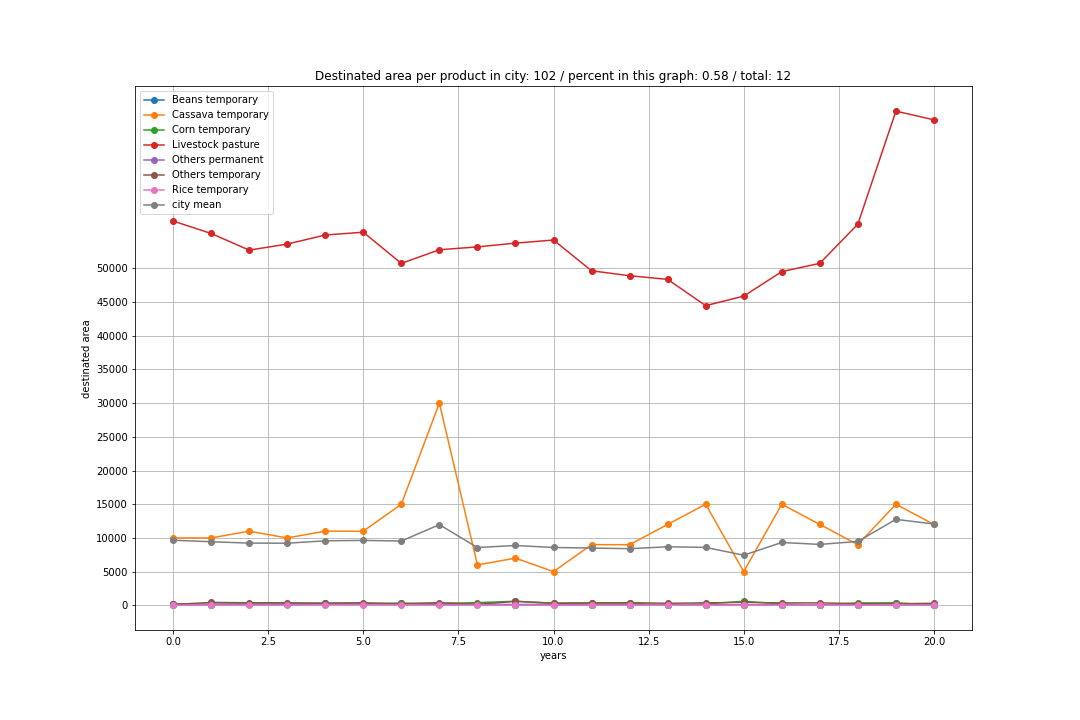 Destinated area per product in city: 102 / percent in this graph: 0.58 / total: 12
Beans temporary
Cassava temporary
Corn temporary
Livestock pasture
Others permanent
Others temporary
Rice temporary
city mean
destinated area
50000
45000
40000
35000
30000
25000
20000
15000
10000
5000
0
0.0 2.5 5.0 7.5 10.0 12.5 15.0 17.5 20.0
years